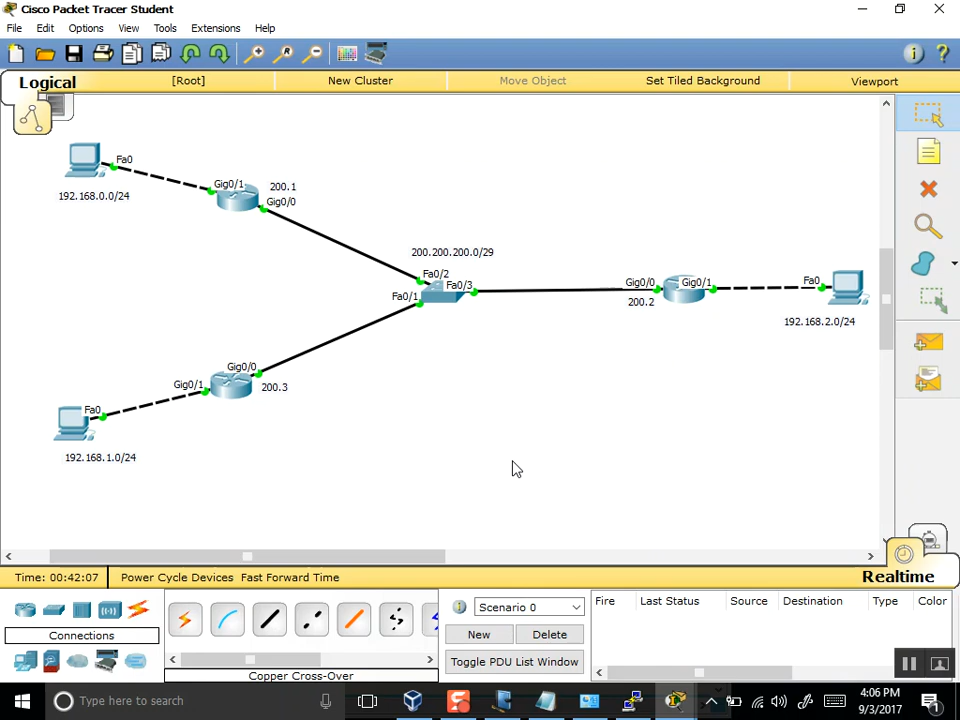 Cisco Packet Tracer Student
File Edit Options View Tools Extensions Help
Logical [Root] New Cluster Move Object Set Tiled Background Viewport
Fa0
192.168.0.0/24
Gig0/1
200.1
Gig0/0
200.200.200.0/29
Fa0/2
Fa0/3
Fa0/1
Gig0/0
Gig0/1
200.2
Fa0
192.168.2.0/24
Gig0/0
Gig0/1
200.3
Fa0
192.168.1.0/24
Time: 00:42:07 Power Cycle Devices Fast Forward Time
Realtime
Connections
Copper Cross-Over
Scenario 0
New Delete
Toggle PDU List Window
Fire Last Status Source Destination Type Color
Type here to search
4:06 PM
9/3/2017
1